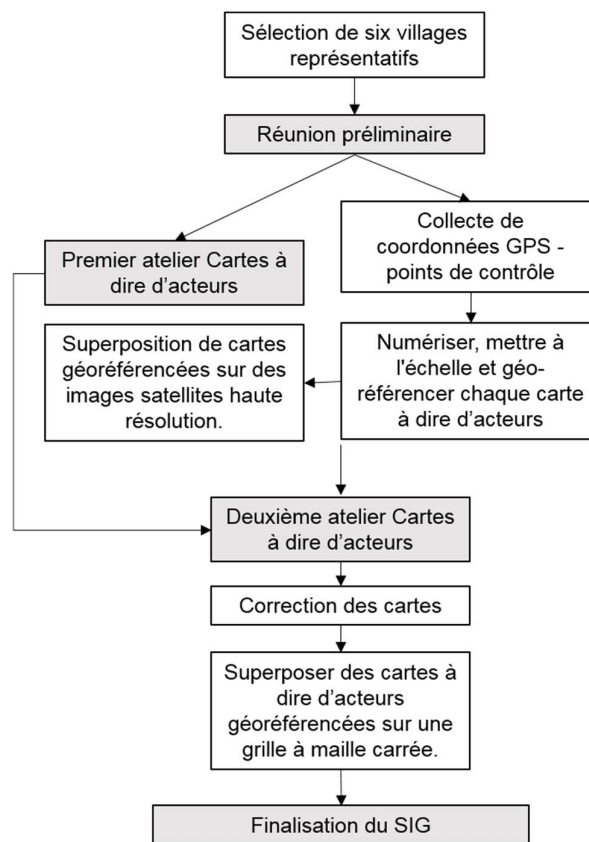 Sélection de six villages
représentatifs
Réunion préliminaire
Premier atelier Cartes à
dire d’acteurs
Collecte de
coordonnées GPS -
points de contrôle
Superposition de cartes
géoréférencées sur des
images satellites haute
résolution.
Numériser, mettre à
l'échelle et géo-
référencer chaque carte
à dire d’acteurs
Deuxième atelier Cartes
à dire d’acteurs
Correction des cartes
Superposer des cartes à
dire d’acteurs
géoréférencées sur une
grille à maille carrée.
Finalisation du SIG